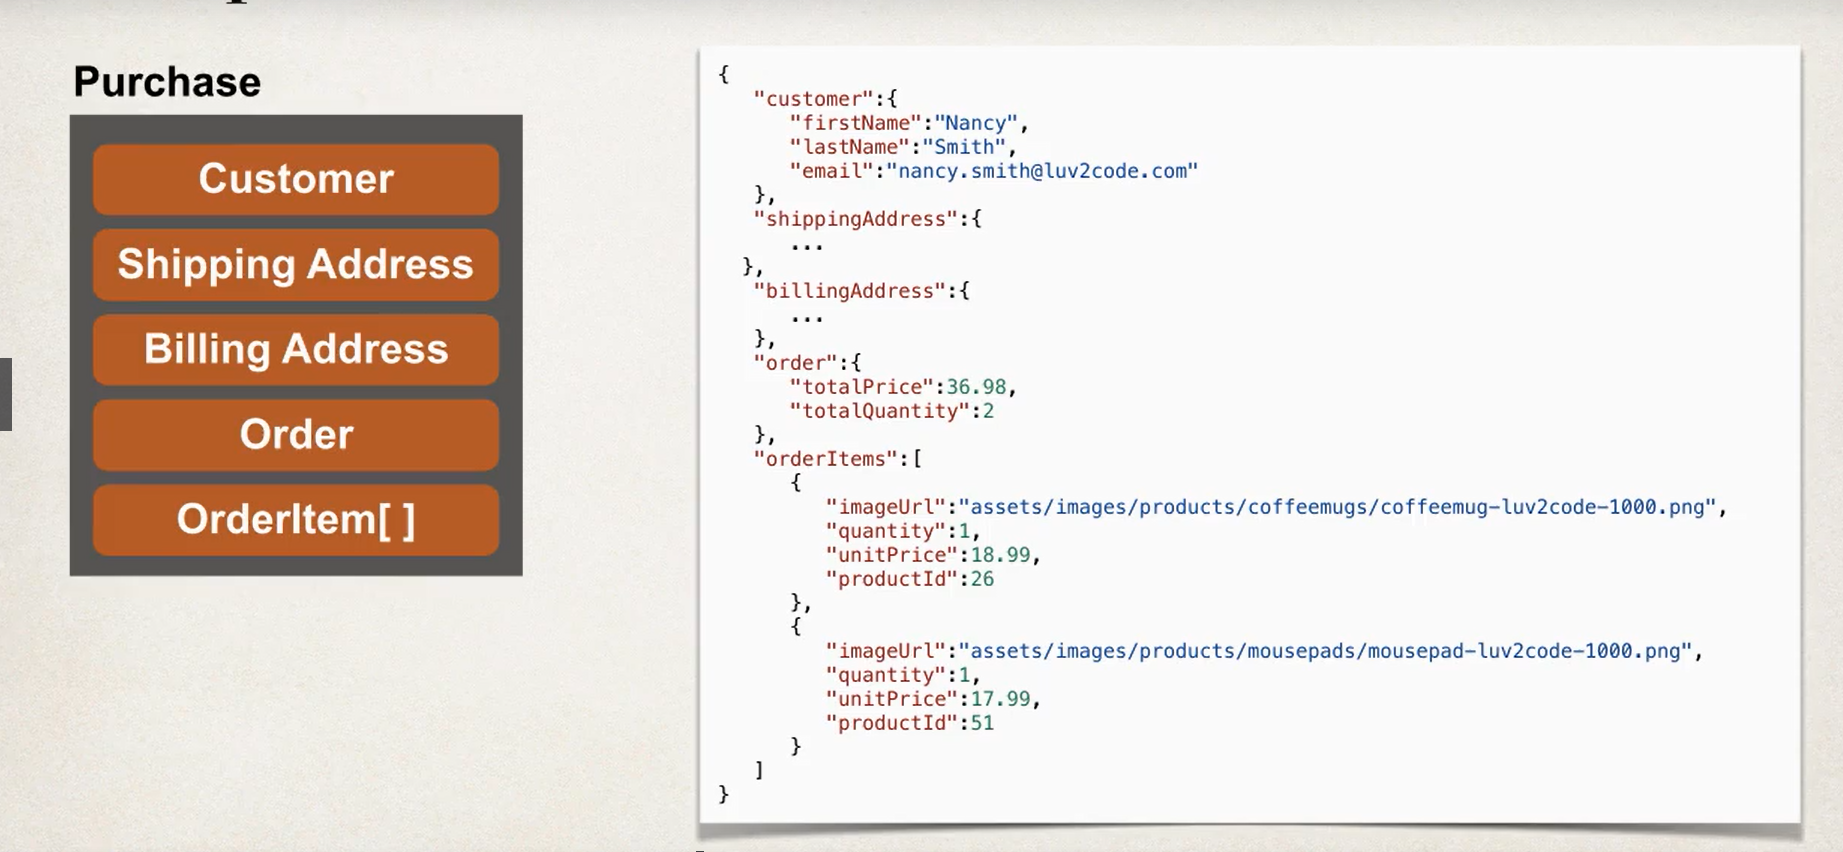 Purchase
Customer
Shipping Address
Billing Address
Order
OrderItem[ ]
{
"customer":{
"firstName":"Nancy",
"lastName":"Smith",
"email":"nancy.smith@luv2code.com"
},
"shippingAddress":{
...
},
"billingAddress":{
...
},
"order":{
"totalPrice":36.98,
"totalQuantity":2
},
"orderItems":[
{
"imageUrl":"assets/images/products/coffeemugs/coffeemug-luv2code-1000.png",
"quantity":1,
"unitPrice":18.99,
"productId":26
},
{
"imageUrl":"assets/images/products/mousepads/mousepad-luv2code-1000.png",
"quantity":1,
"unitPrice":17.99,
"productId":51
}
]
}